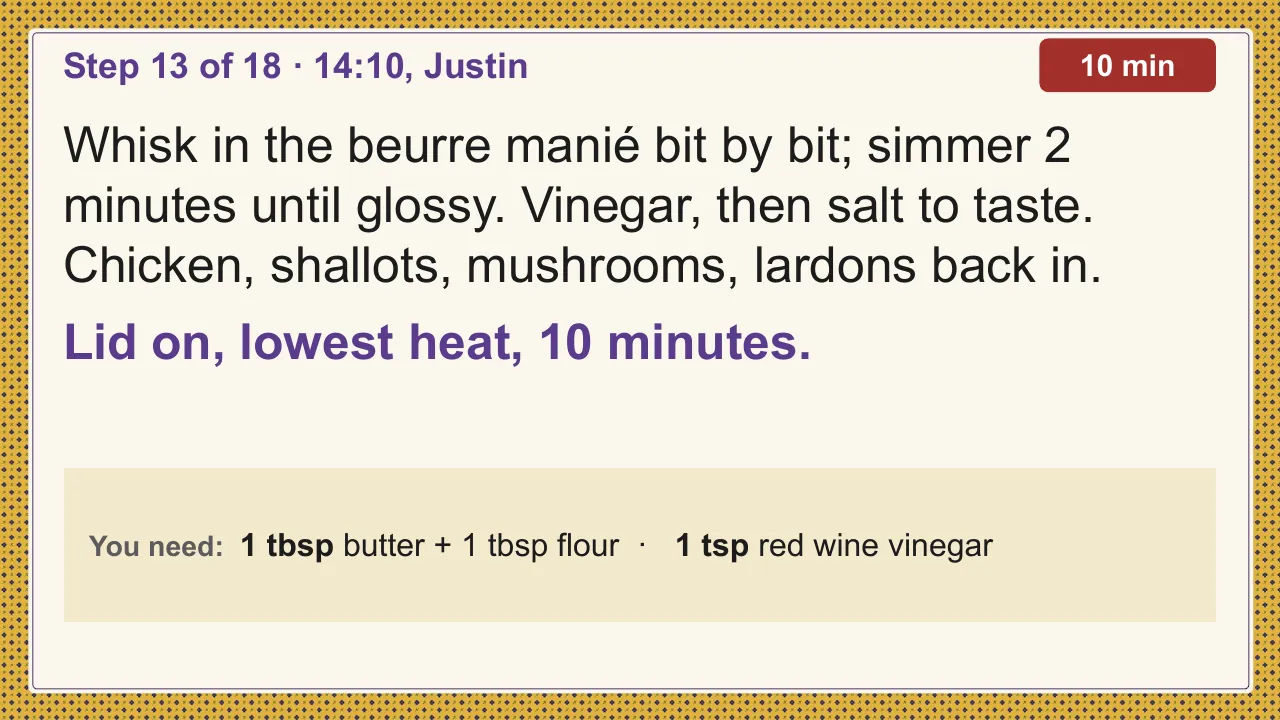 Step 13 of 18 · 14:10, Justin
10 min
Whisk in the beurre manié bit by bit; simmer 2
minutes until glossy. Vinegar, then salt to taste.
Chicken, shallots, mushrooms, lardons back in.
Lid on, lowest heat, 10 minutes.
You need: 1 tbsp butter + 1 tbsp flour · 1 tsp red wine vinegar